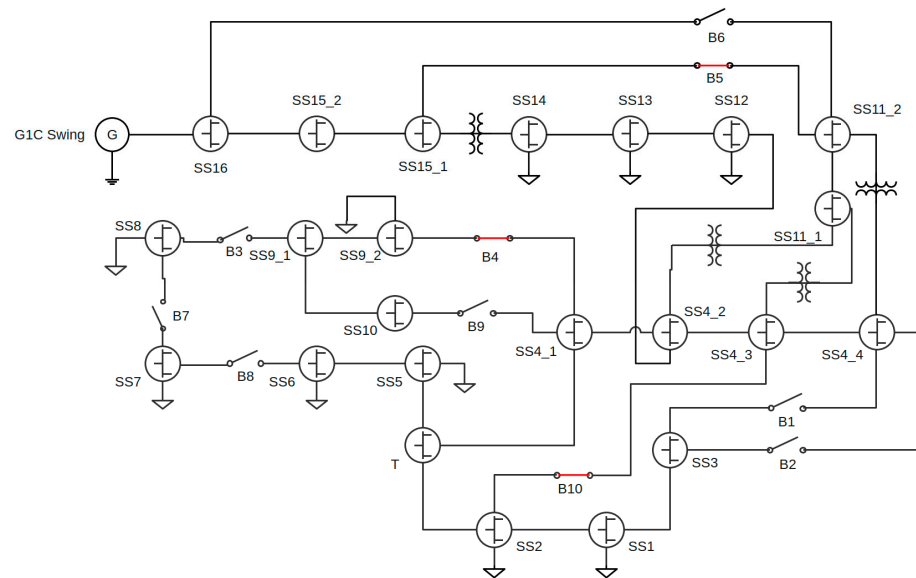 B6
B5
SS15_2
SS14
SS13
SS12
SS11_2
G1C Swing
G
SS16
SS15_1
SS8
B3
SS9_1
SS9_2
B4
SS11_1
B7
SS10
B9
SS4_1
SS4_2
SS4_3
SS4_4
SS7
B8
SS6
SS5
B1
T
SS3
B2
B10
SS2
SS1